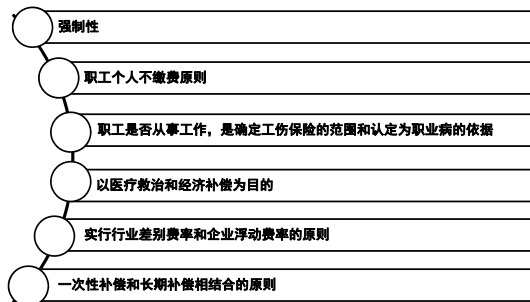 强制性
职工个人不缴费原则
职工是否从事工作，是确定工伤保险的范围和认定为职业病的依据
以医疗救治和经济补偿为目的
实行行业差别费率和企业浮动费率的原则
一次性补偿和长期补偿相结合的原则